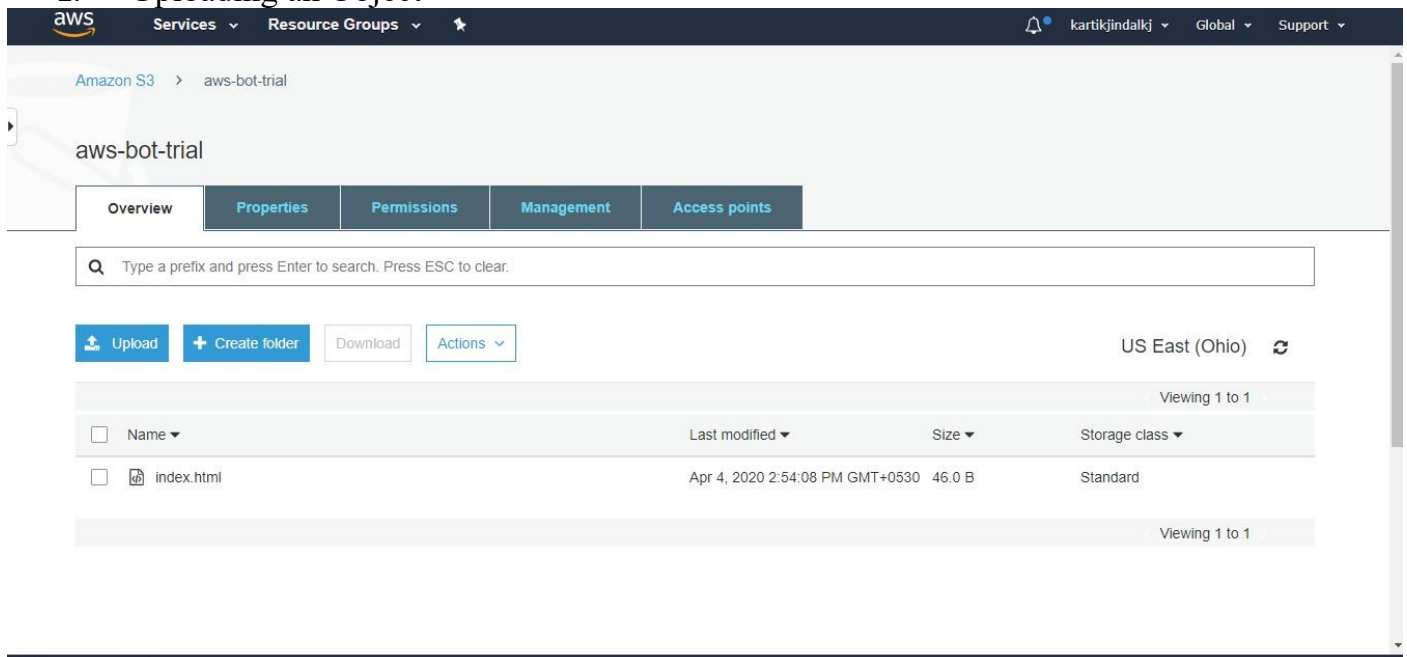 Uploading an Object
aws Services Resource Groups kartikjindalkj Global Support
Amazon S3 > aws-bot-trial
aws-bot-trial
Overview Properties Permissions Management Access points
Type a prefix and press Enter to search. Press ESC to clear.
Upload + Create folder Download Actions US East (Ohio)
Viewing 1 to 1
Name Last modified Size Storage class
index.html Apr 4, 2020 2:54:08 PM GMT+0530 46.0 B Standard
Viewing 1 to 1